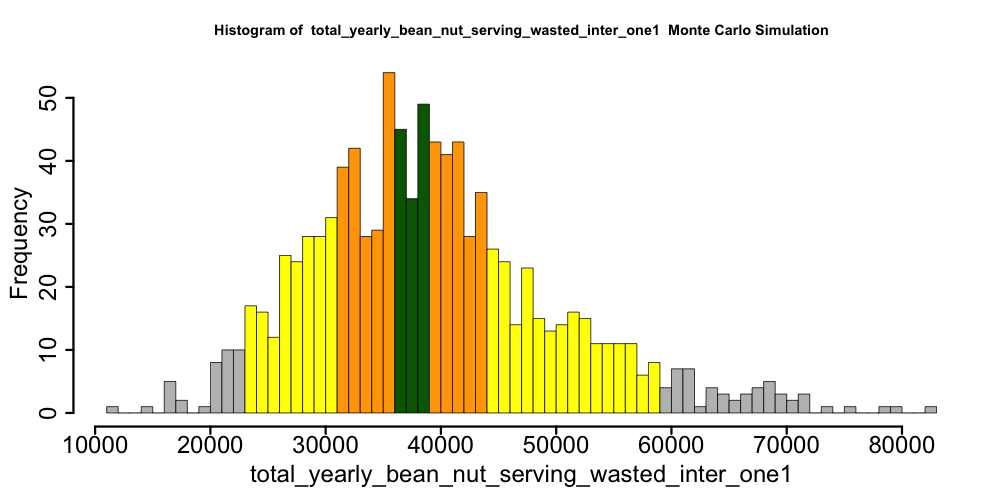 Histogram of  total_yearly_bean_nut_serving_wasted_inter_one1  Monte Carlo Simulation
50
40
30
20
10
0
Frequency
10000 20000 30000 40000 50000 60000 70000 80000
total_yearly_bean_nut_serving_wasted_inter_one1